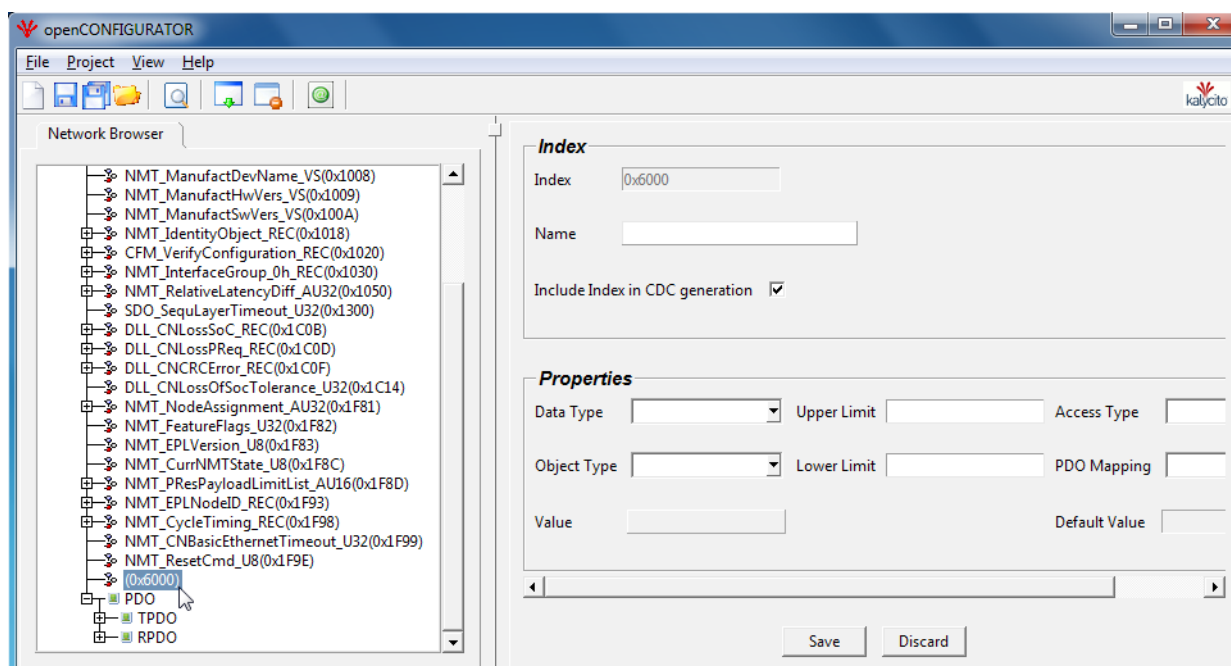 openCONFIGURATOR
File Project View Help
kalycito
Network Browser
NMT_ManufactDevName_VS(0x1008)
NMT_ManufactHwVers_VS(0x1009)
NMT_ManufactSwVers_VS(0x100A)
NMT_IdentityObject_REC(0x1018)
CFM_VerifyConfiguration_REC(0x1020)
NMT_InterfaceGroup_0h_REC(0x1030)
NMT_RelativeLatencyDiff_AU32(0x1050)
SDO_SequLayerTimeout_U32(0x1300)
DLL_CNLossSoC_REC(0x1C0B)
DLL_CNLossPReq_REC(0x1C0D)
DLL_CNCRCError_REC(0x1C0F)
DLL_CNLossOfSocTolerance_U32(0x1C14)
NMT_NodeAssignment_AU32(0x1F81)
NMT_FeatureFlags_U32(0x1F82)
NMT_EPLVersion_U8(0x1F83)
NMT_CurrNMTState_U8(0x1F8C)
NMT_PResPayloadLimitList_AU16(0x1F8D)
NMT_EPLNodeID_REC(0x1F93)
NMT_CycleTiming_REC(0x1F98)
NMT_CNBasicEthernetTimeout_U32(0x1F99)
NMT_ResetCmd_U8(0x1F9E)
(0x6000)
PDO
TPDO
RPDO
Index
Index 0x6000
Name
Include Index in CDC generation
Properties
Data Type Upper Limit Access Type
Object Type Lower Limit PDO Mapping
Value Default Value
Save Discard